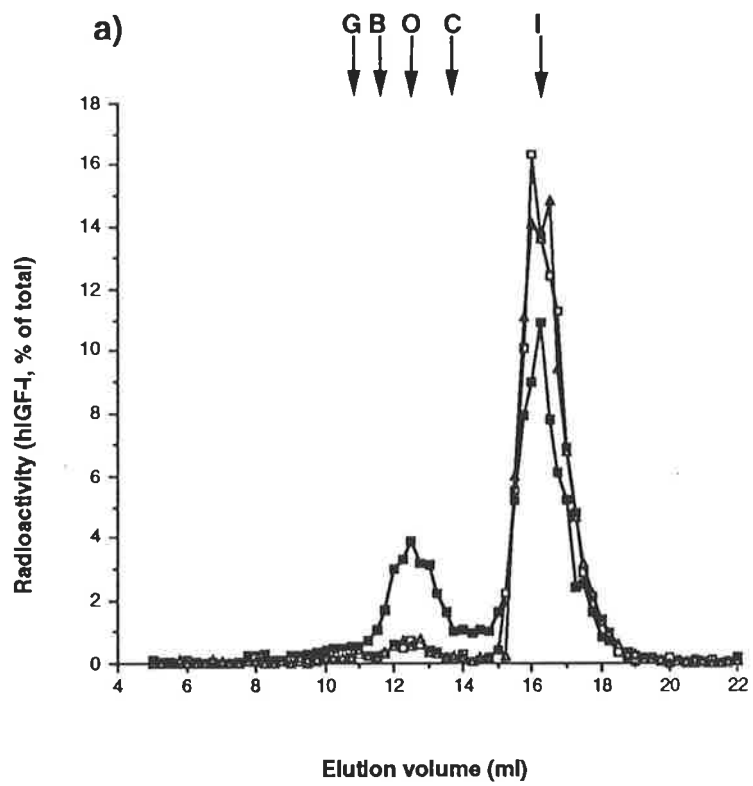 a)
G B O C I
18
16
14
12
10
8
6
4
2
0
Radioactivity (hIGF-I, % of total)
4 6 8 10 12 14 16 18 20 22
Elution volume (ml)